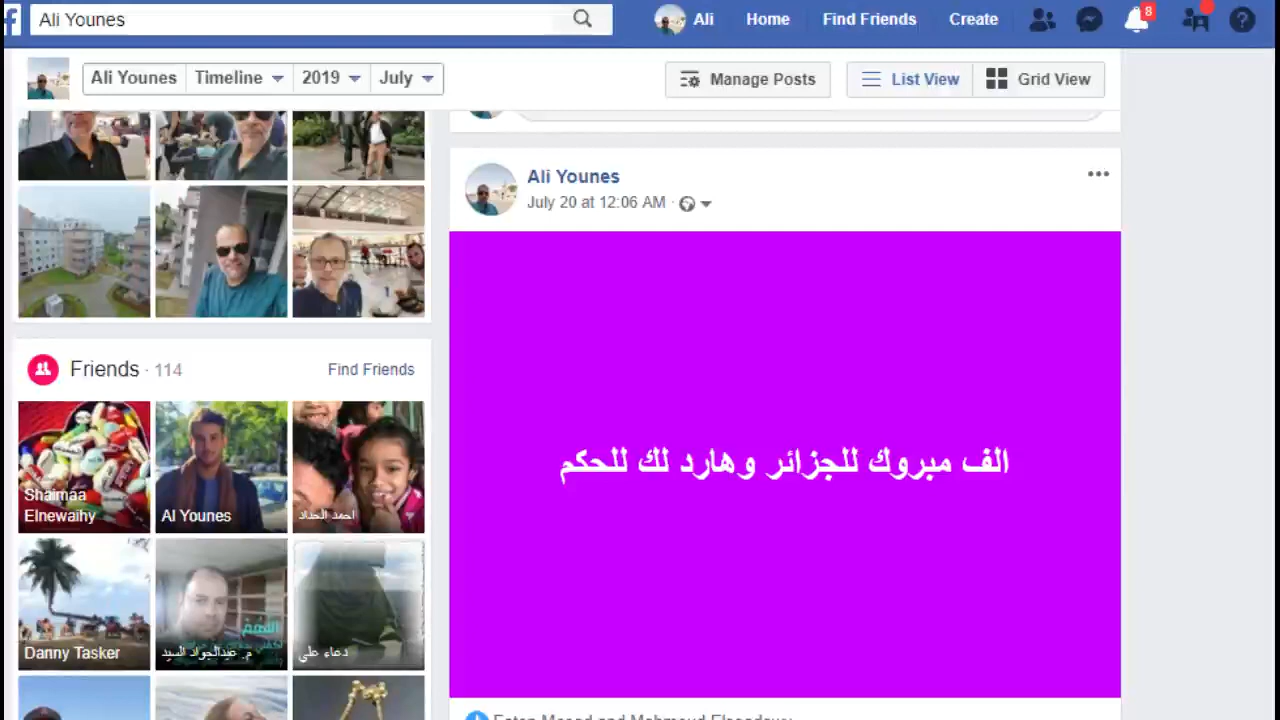 Ali Younes
Ali
Home
Find Friends
Create
8
Ali Younes
Timeline
2019
July
Manage Posts
List View
Grid View
Ali Younes
July 20 at 12:06 AM ·
الف مبروك للجزائر وهارد لك للحكم
Friends · 114
Find Friends
Shaimaa
Elnewaihy
Al Younes
احمد الحداد
Danny Tasker
م. عبدالجواد السيد
دعاء علي